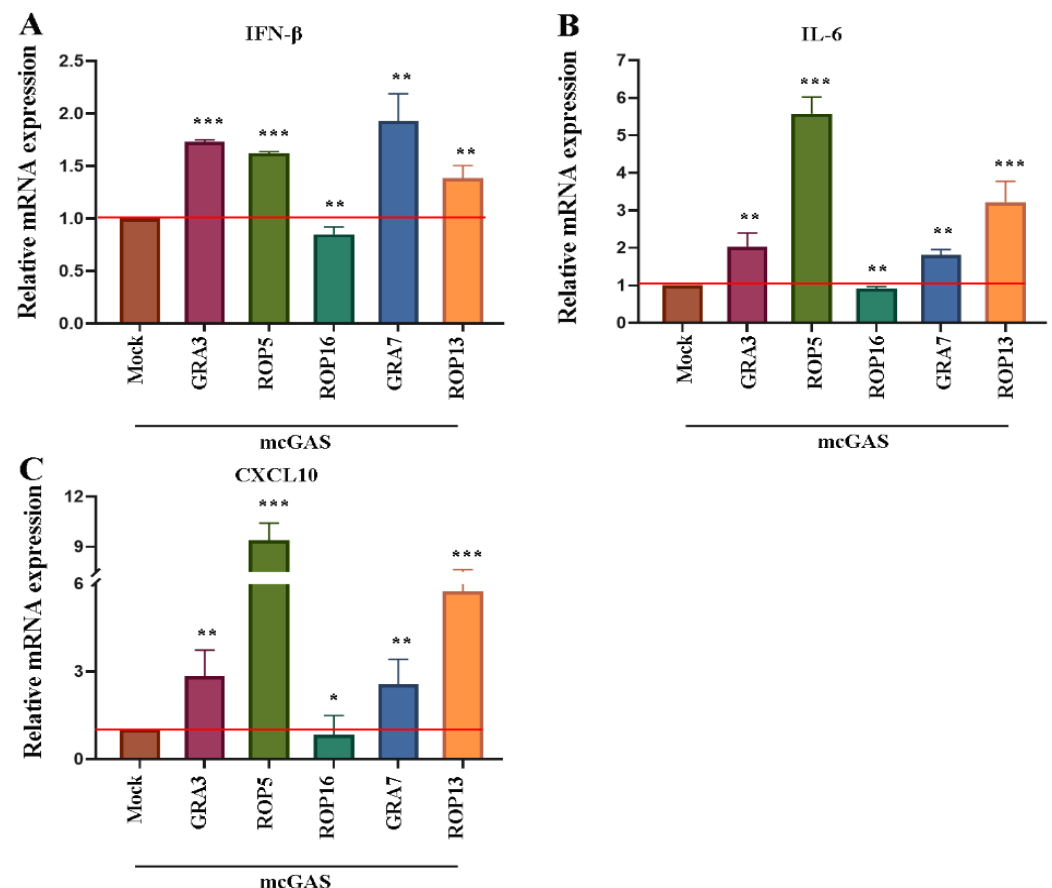 A
IFN-β
Relative mRNA expression
2.5
2.0
1.5
1.0
0.5
0.0
***
***
**
**
**
Mock
GRA3
ROP5
ROP16
GRA7
ROP13
mcGAS
B
IL-6
Relative mRNA expression
7
6
5
4
3
2
1
0
**
***
**
**
***
Mock
GRA3
ROP5
ROP16
GRA7
ROP13
mcGAS
C
CXCL10
Relative mRNA expression
12
9
6
3
0
**
***
*
**
***
Mock
GRA3
ROP5
ROP16
GRA7
ROP13
mcGAS